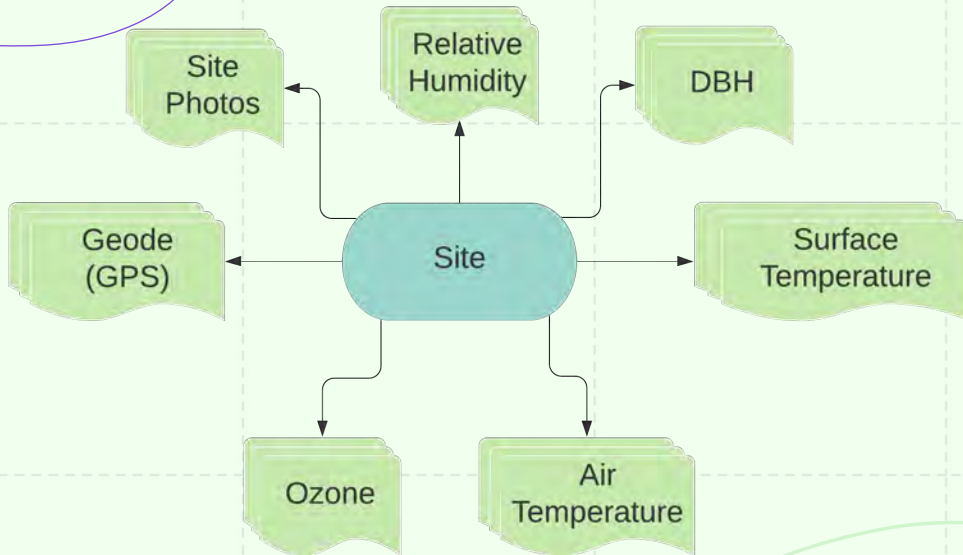 Relative
Humidity
Site
Photos
DBH
Geode
(GPS)
Site
Surface
Temperature
Ozone
Air
Temperature